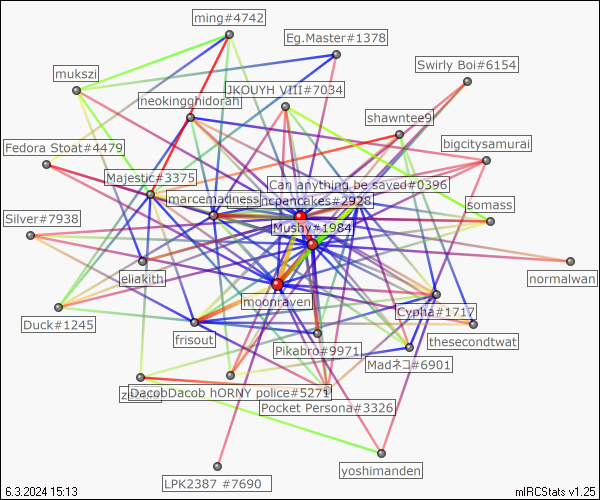 ming#4742
Eg.Master#1378
Swirly Boi#6154
mukszi
JKOUYH VIII#7034
neokingghidorah
shawntee9
bigcitysamurai
Fedora Stoat#4479
Majestic#3375
Can anything be saved#0396
marcemadness
ncpancakes#2928
somass
Silver#7938
Mushy#1984
eliakith
normalwan
moonraven
Duck#1245
Cypha#1717
frisout
thesecondtwat
Pikabro#9971
Madネコ#6901
DacobDacob hORNY police#5271
Pocket Persona#3326
yoshimanden
LPK2387 #7690
6.3.2024 15:13
mIRCStats v1.25